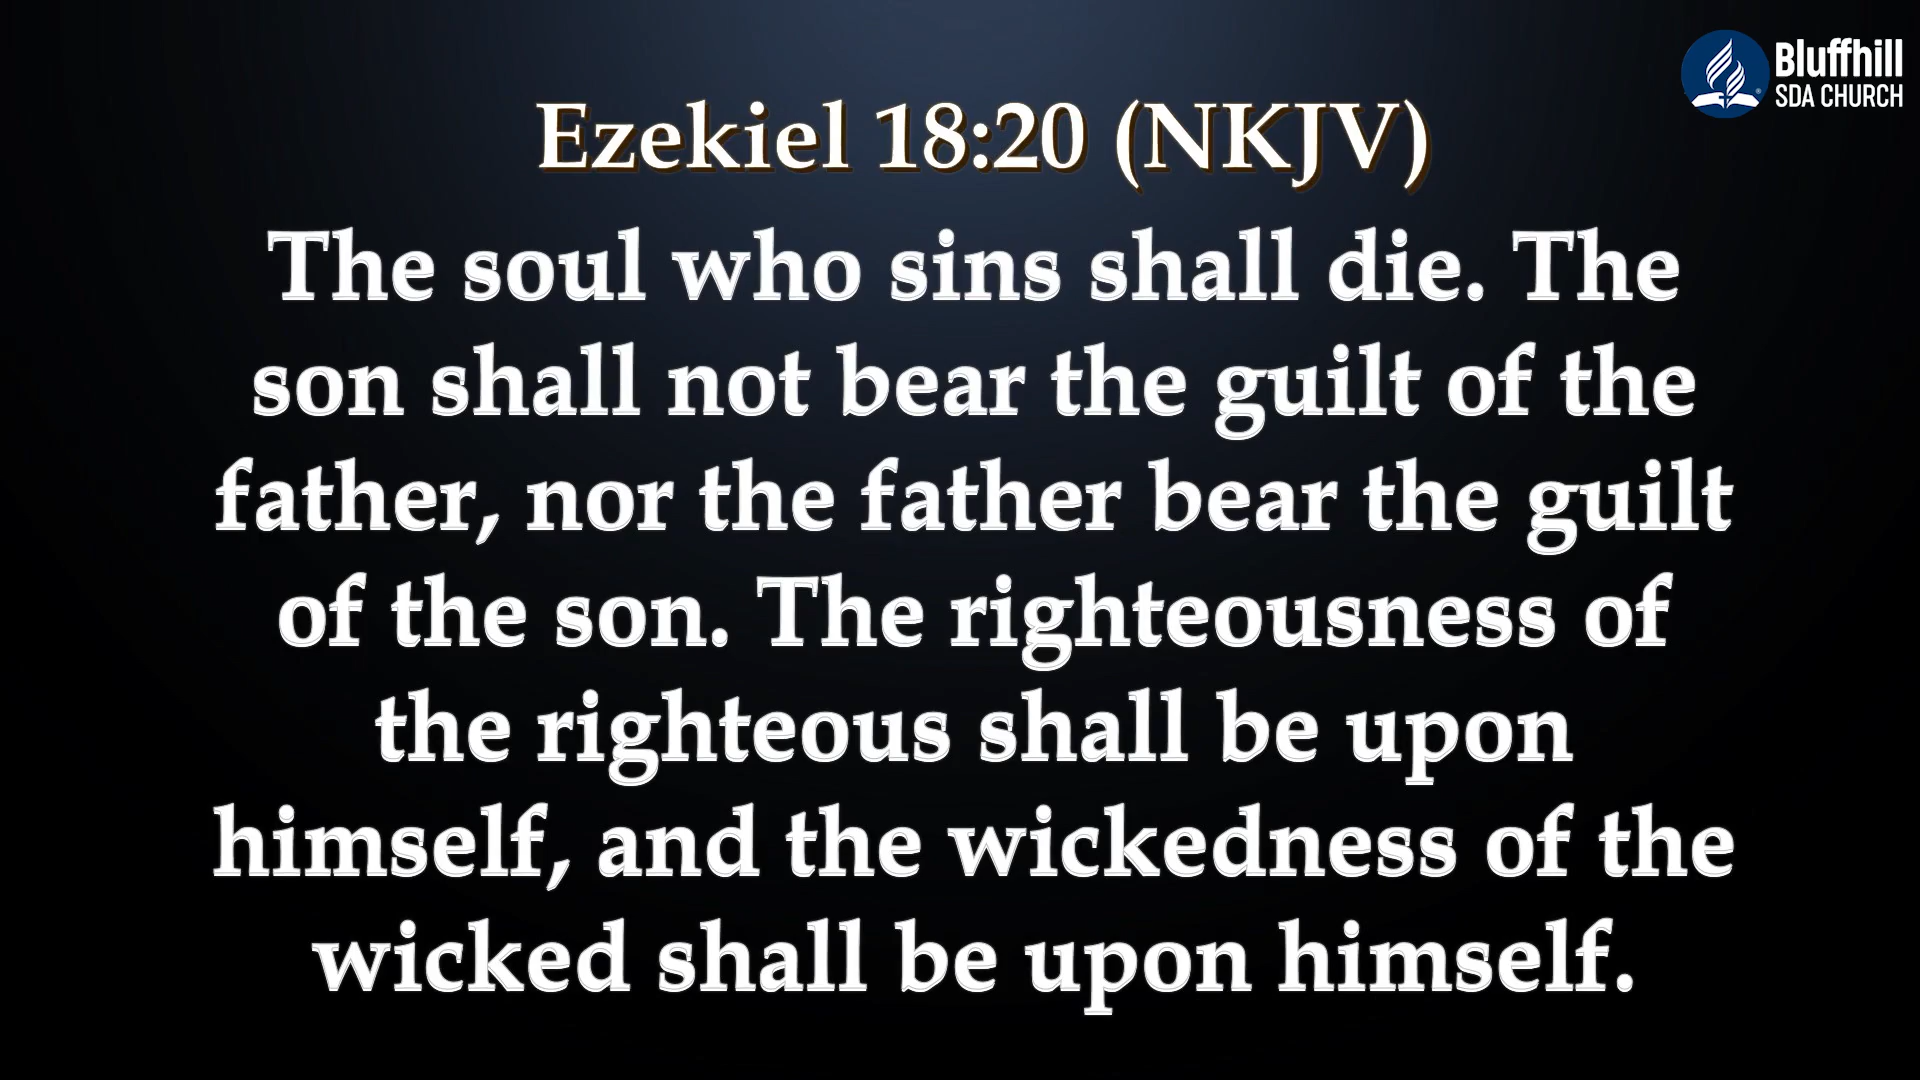 Bluffhill
SDA CHURCH
Ezekiel 18:20 (NKJV)
The soul who sins shall die. The
son shall not bear the guilt of the
father, nor the father bear the guilt
of the son. The righteousness of
the righteous shall be upon
himself, and the wickedness of the
wicked shall be upon himself.